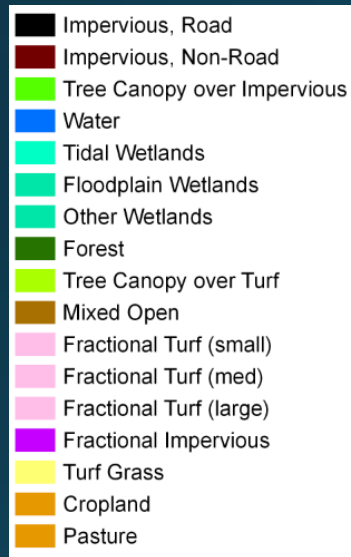 Impervious, Road
Impervious, Non-Road
Tree Canopy over Impervious
Water
Tidal Wetlands
Floodplain Wetlands
Other Wetlands
Forest
Tree Canopy over Turf
Mixed Open
Fractional Turf (small)
Fractional Turf (med)
Fractional Turf (large)
Fractional Impervious
Turf Grass
Cropland
Pasture